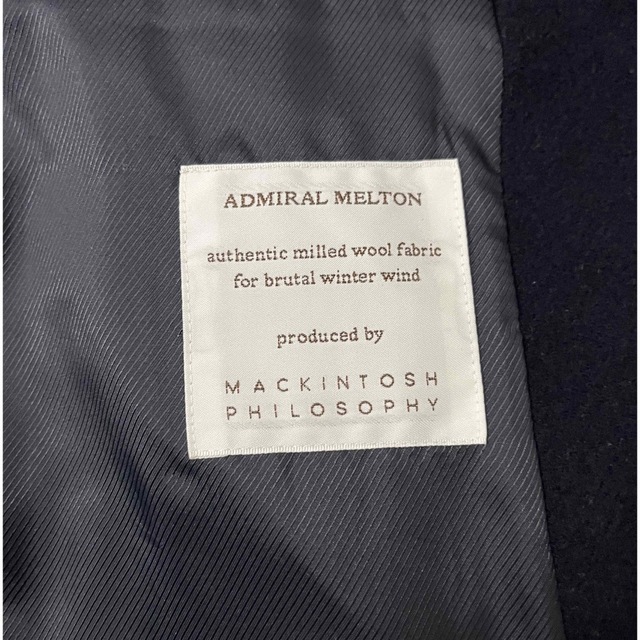 ADMIRAL MELTON
authentic milled wool fabric
for brutal winter wind
produced by
MACKINTOSH
PHILOSOPHY